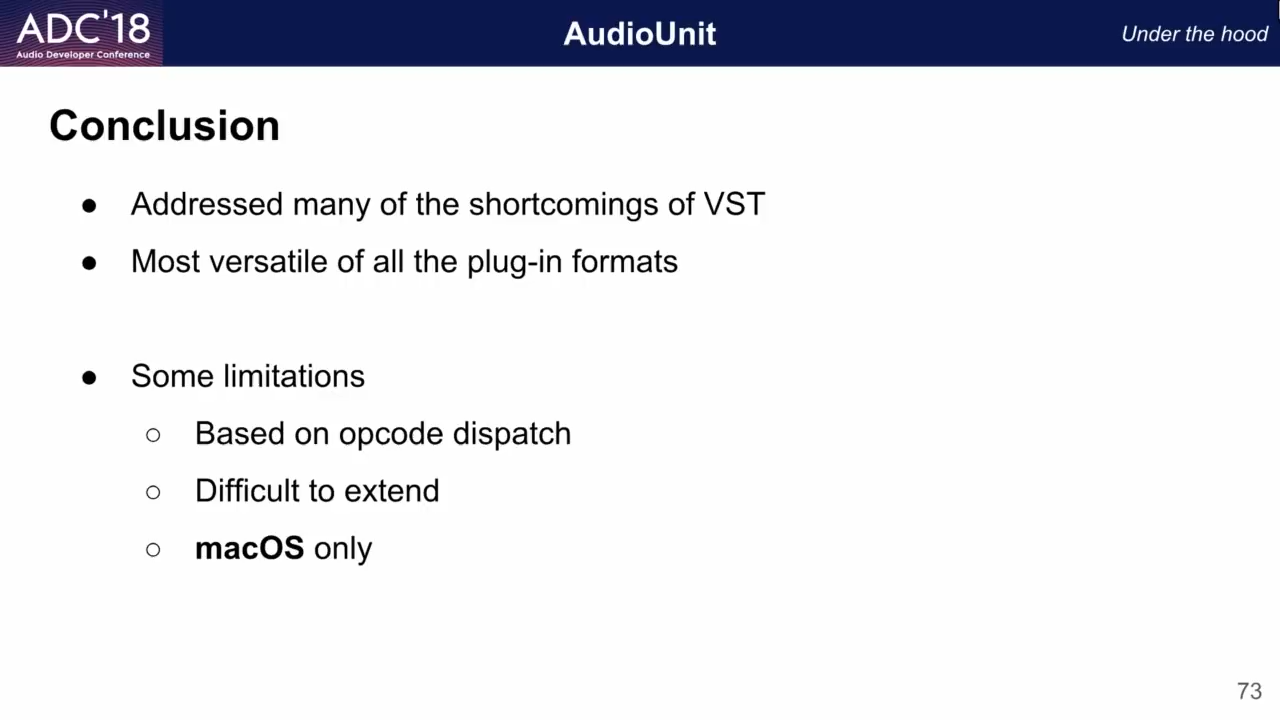 ADC'18
Audio Developer Conference
AudioUnit
Under the hood
Conclusion
● Addressed many of the shortcomings of VST
● Most versatile of all the plug-in formats
● Some limitations
○ Based on opcode dispatch
○ Difficult to extend
○ macOS only
73